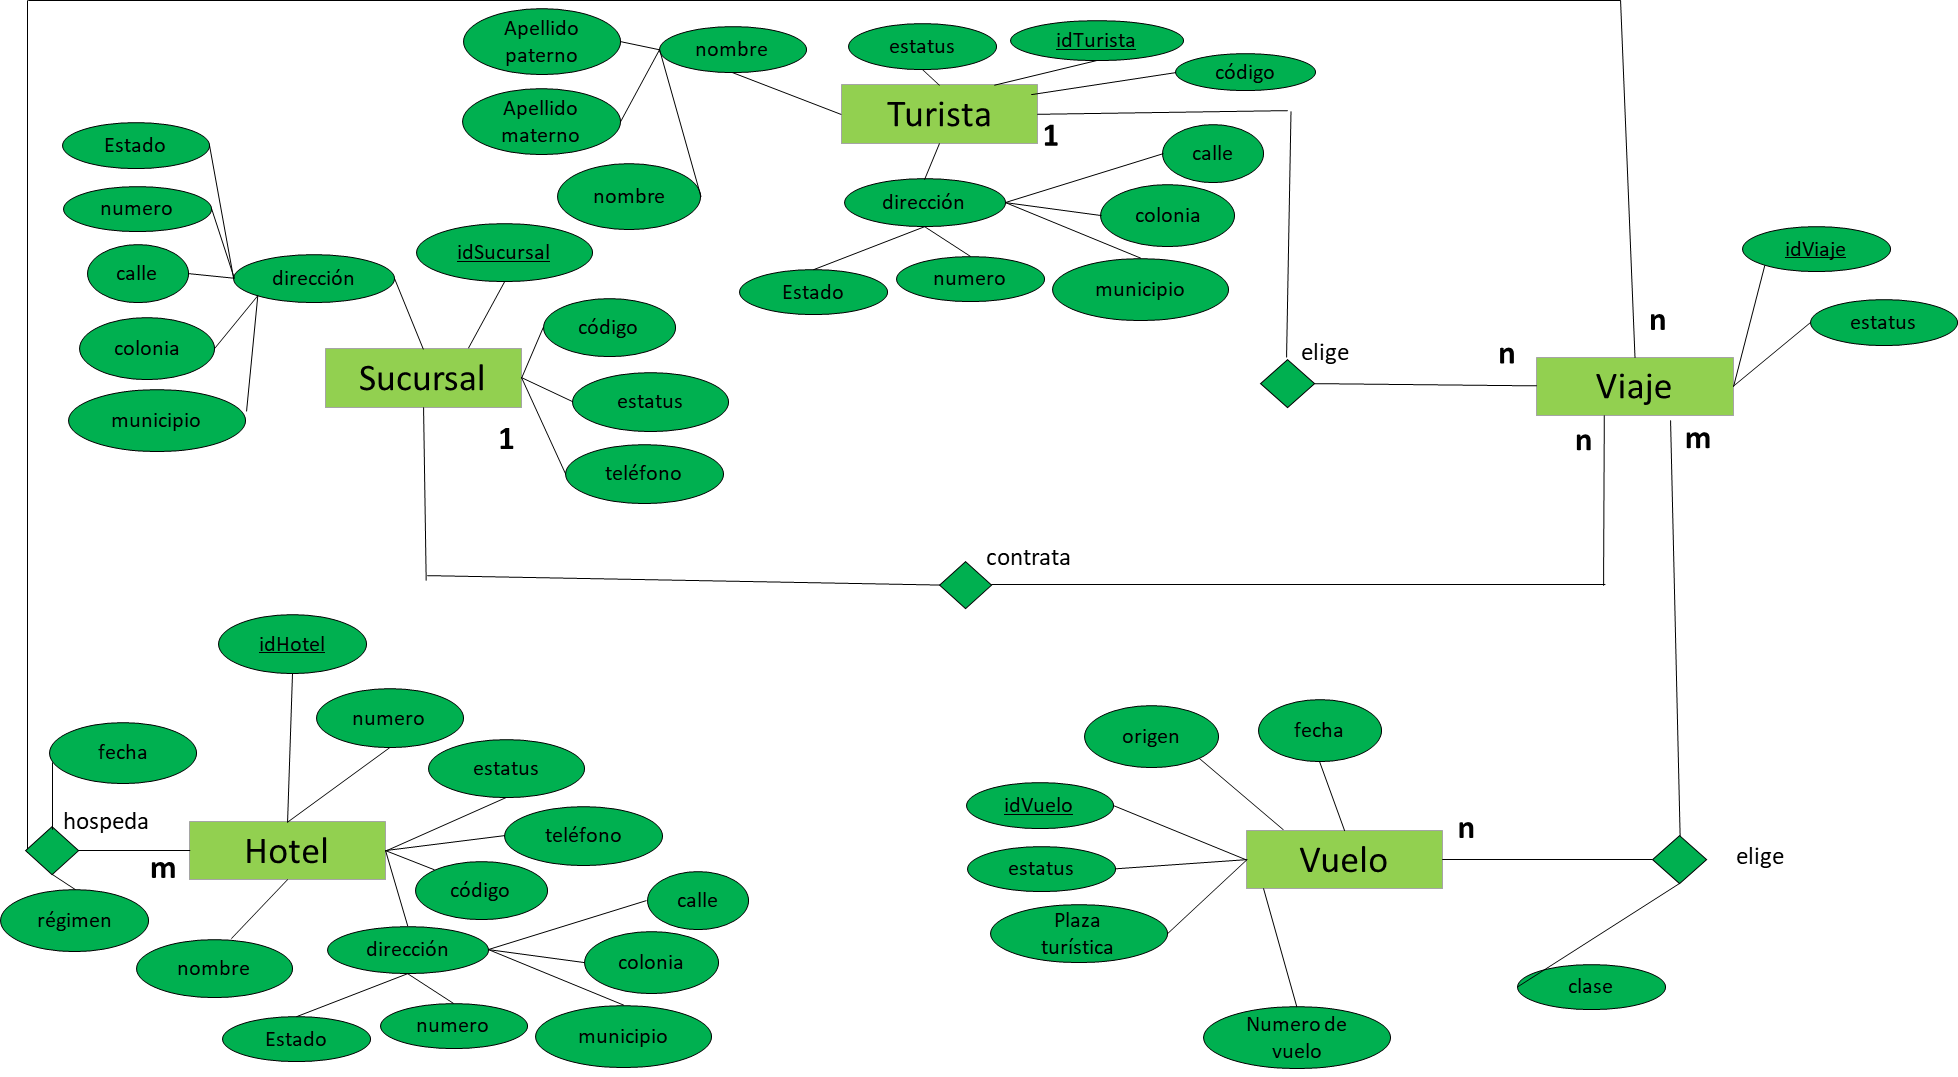 Apellido
paterno
nombre
estatus
idTurista
código
Turista
1
Apellido
materno
nombre
calle
dirección
colonia
Estado
numero
municipio
Estado
numero
calle
dirección
colonia
municipio
idSucursal
código
Sucursal
estatus
1
teléfono
idViaje
estatus
n
elige
n
Viaje
n
m
contrata
idHotel
numero
fecha
estatus
hospeda
teléfono
Hotel
m
código
régimen
nombre
dirección
calle
colonia
Estado
numero
municipio
origen
fecha
idVuelo
n
Vuelo
elige
estatus
Plaza
turística
clase
Numero de
vuelo